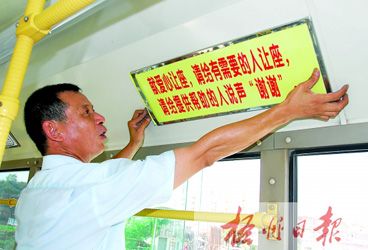 献爱心让座，请给有需要的人让座，
请给提供帮助的人说声“谢谢”
梧州日报